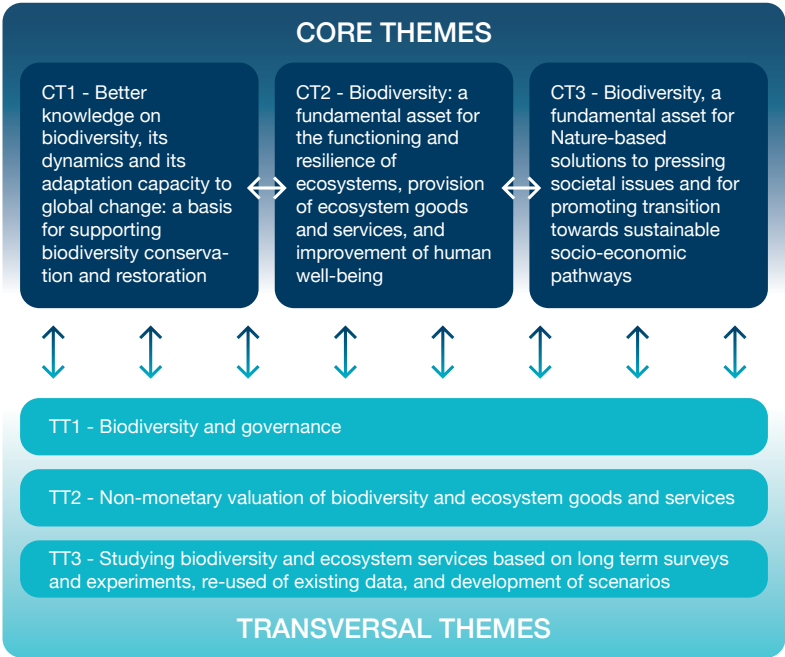 CORE THEMES
CT1 - Better
knowledge on
biodiversity, its
dynamics and its
adaptation capacity to
global change: a basis
for supporting
biodiversity conserva-
tion and restoration
CT2 - Biodiversity: a
fundamental asset for
the functioning and
resilience of
ecosystems, provision
of ecosystem goods
and services, and
improvement of human
well-being
CT3 - Biodiversity, a
fundamental asset for
Nature-based
solutions to pressing
societal issues and for
promoting transition
towards sustainable
socio-economic
pathways
TT1 - Biodiversity and governance
TT2 - Non-monetary valuation of biodiversity and ecosystem goods and services
TT3 - Studying biodiversity and ecosystem services based on long term surveys
and experiments, re-used of existing data, and development of scenarios
TRANSVERSAL THEMES